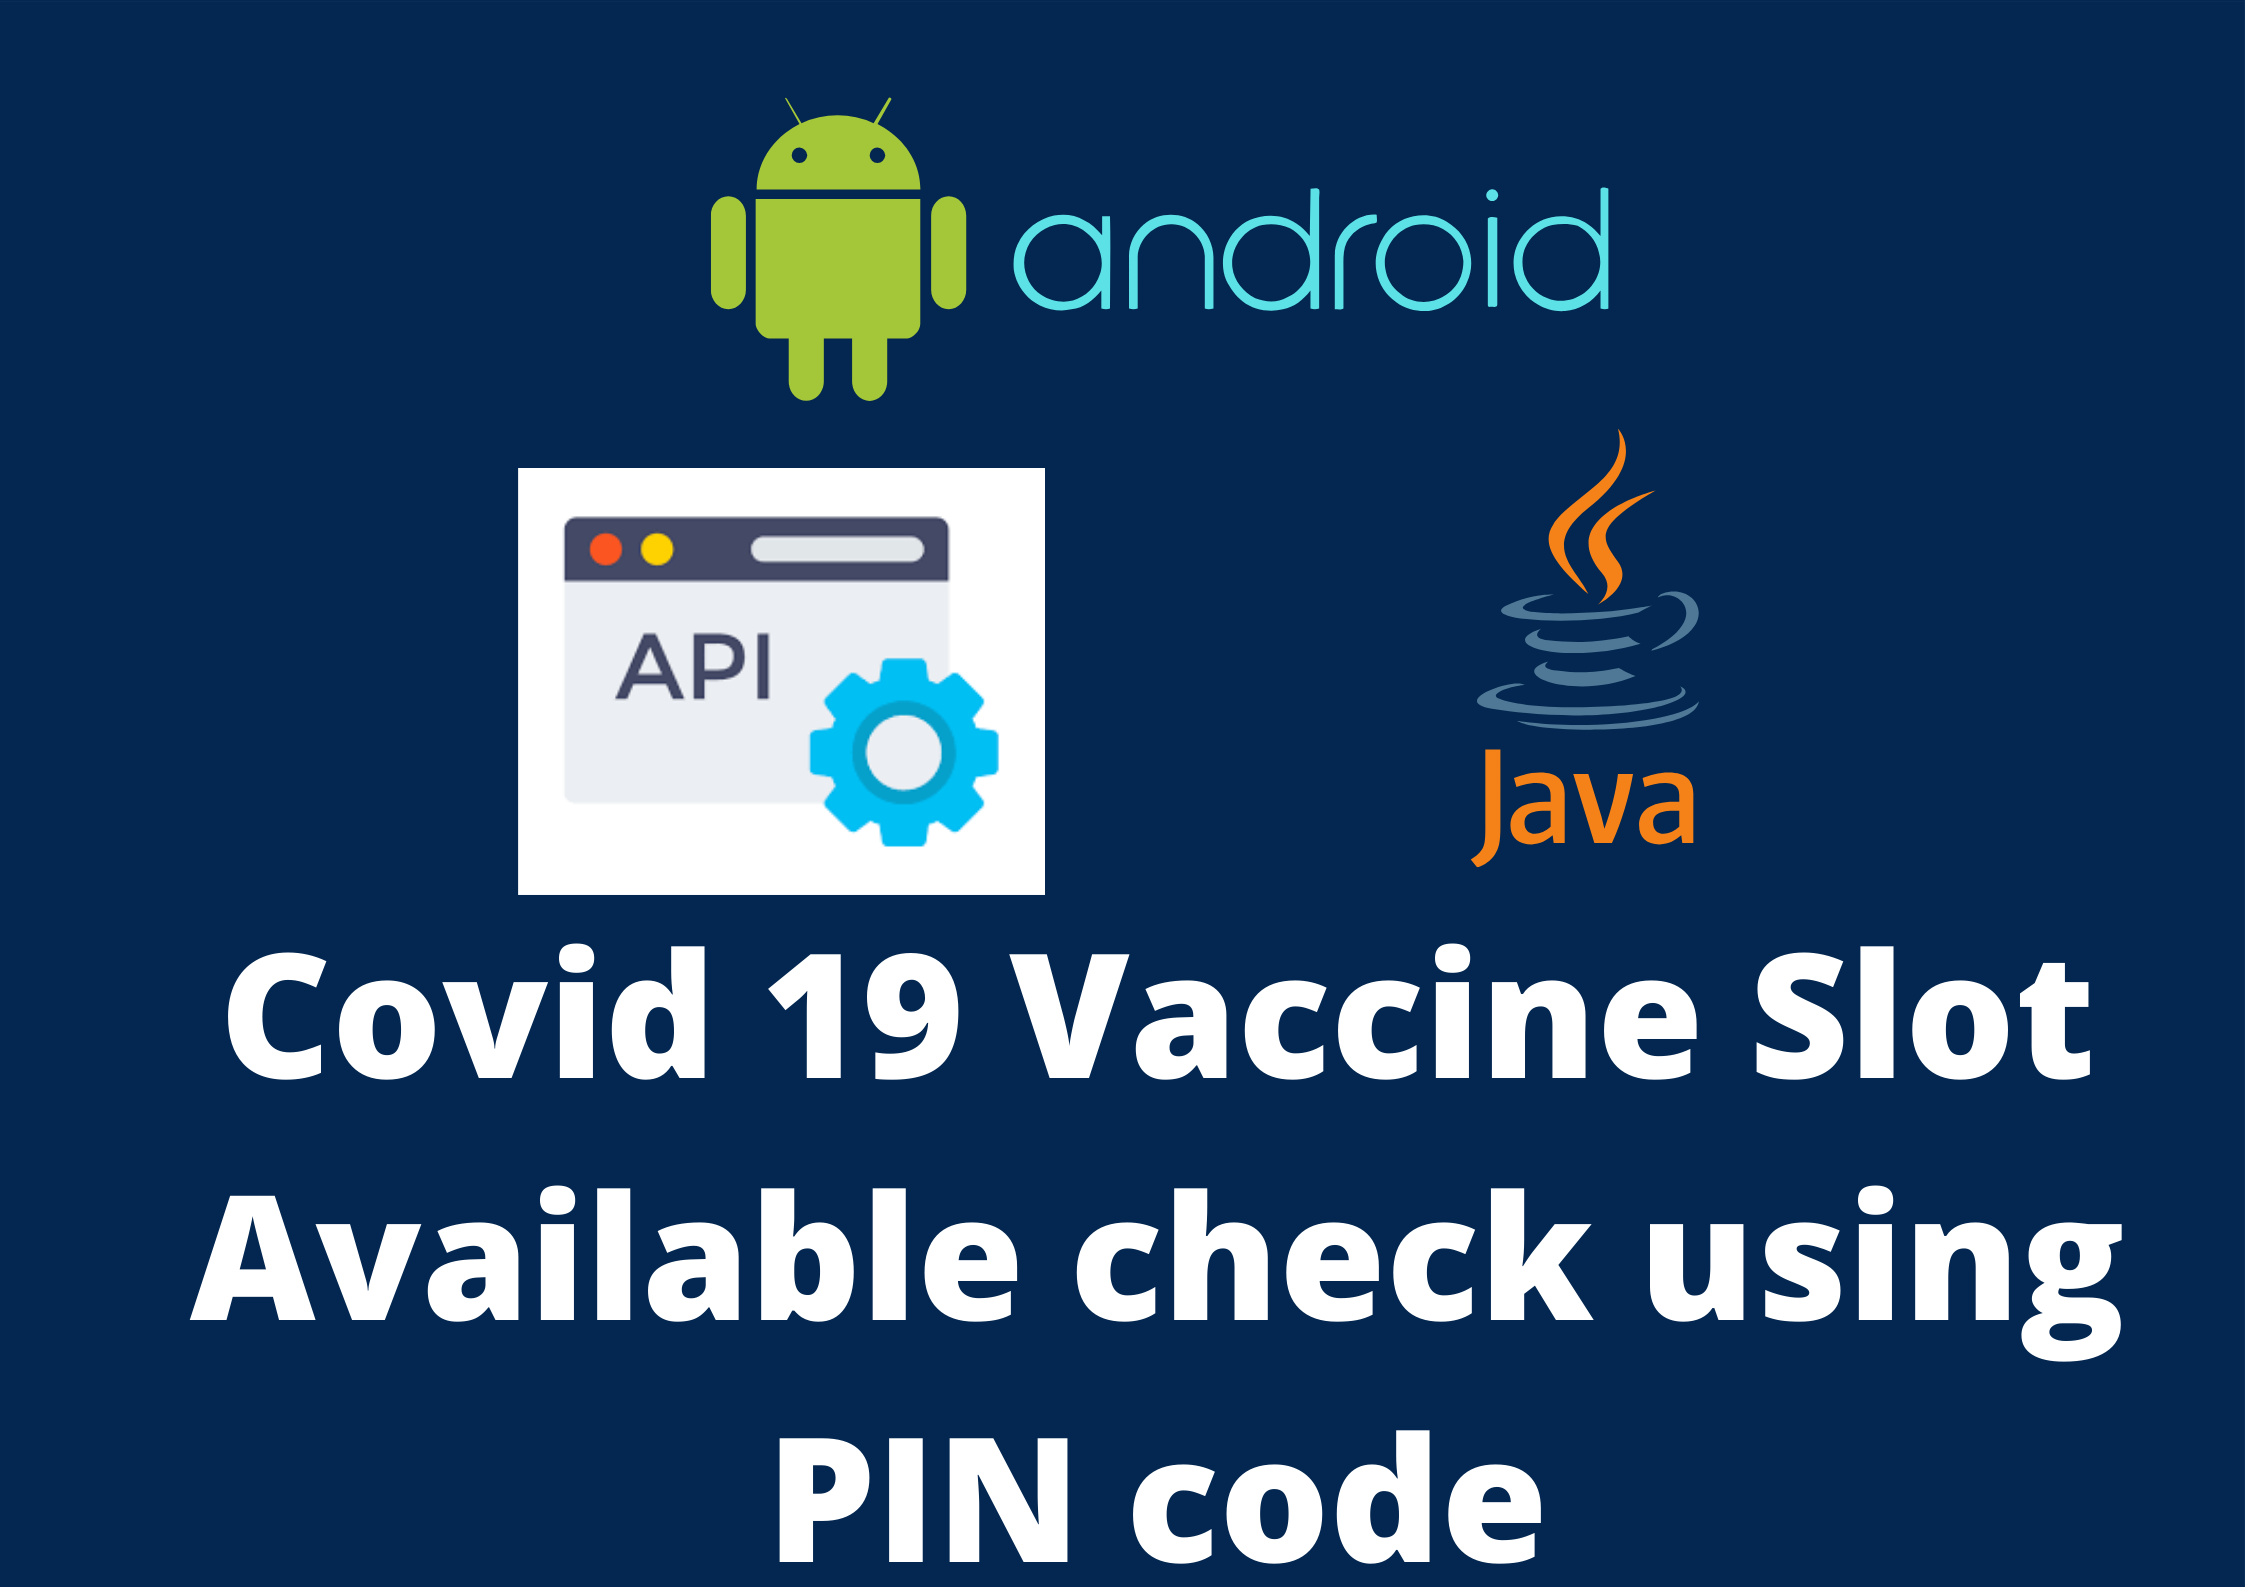 android
API
Java
Covid 19 Vaccine Slot
Available check using
PIN code